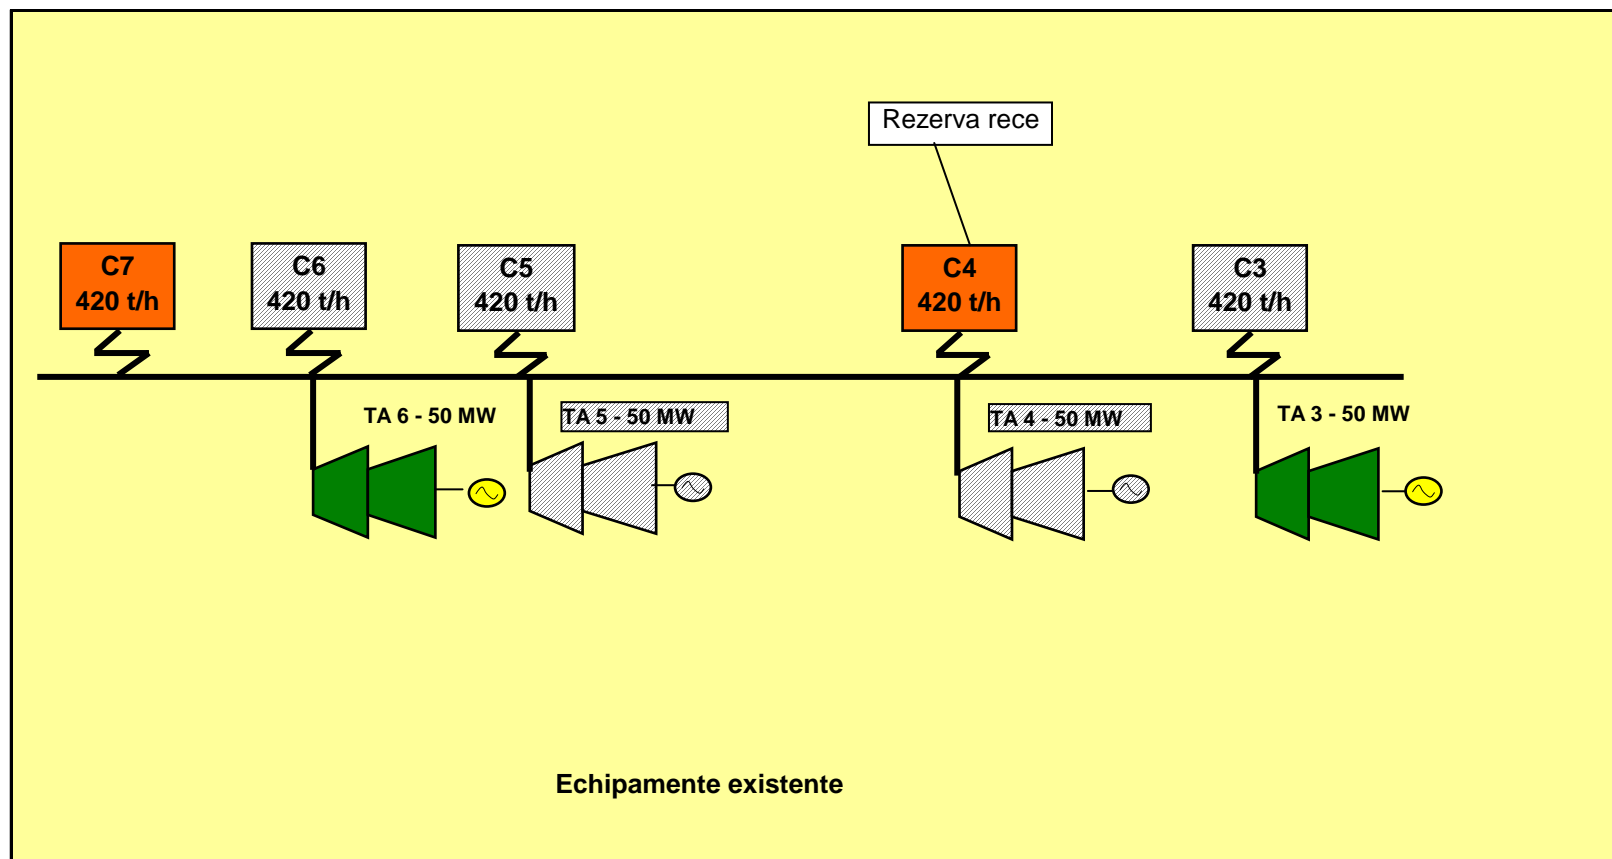 Rezerva rece
C7
420 t/h
C6
420 t/h
C5
420 t/h
C4
420 t/h
C3
420 t/h
TA 6 - 50 MW
TA 5 - 50 MW
TA 4 - 50 MW
TA 3 - 50 MW
Echipamente existente